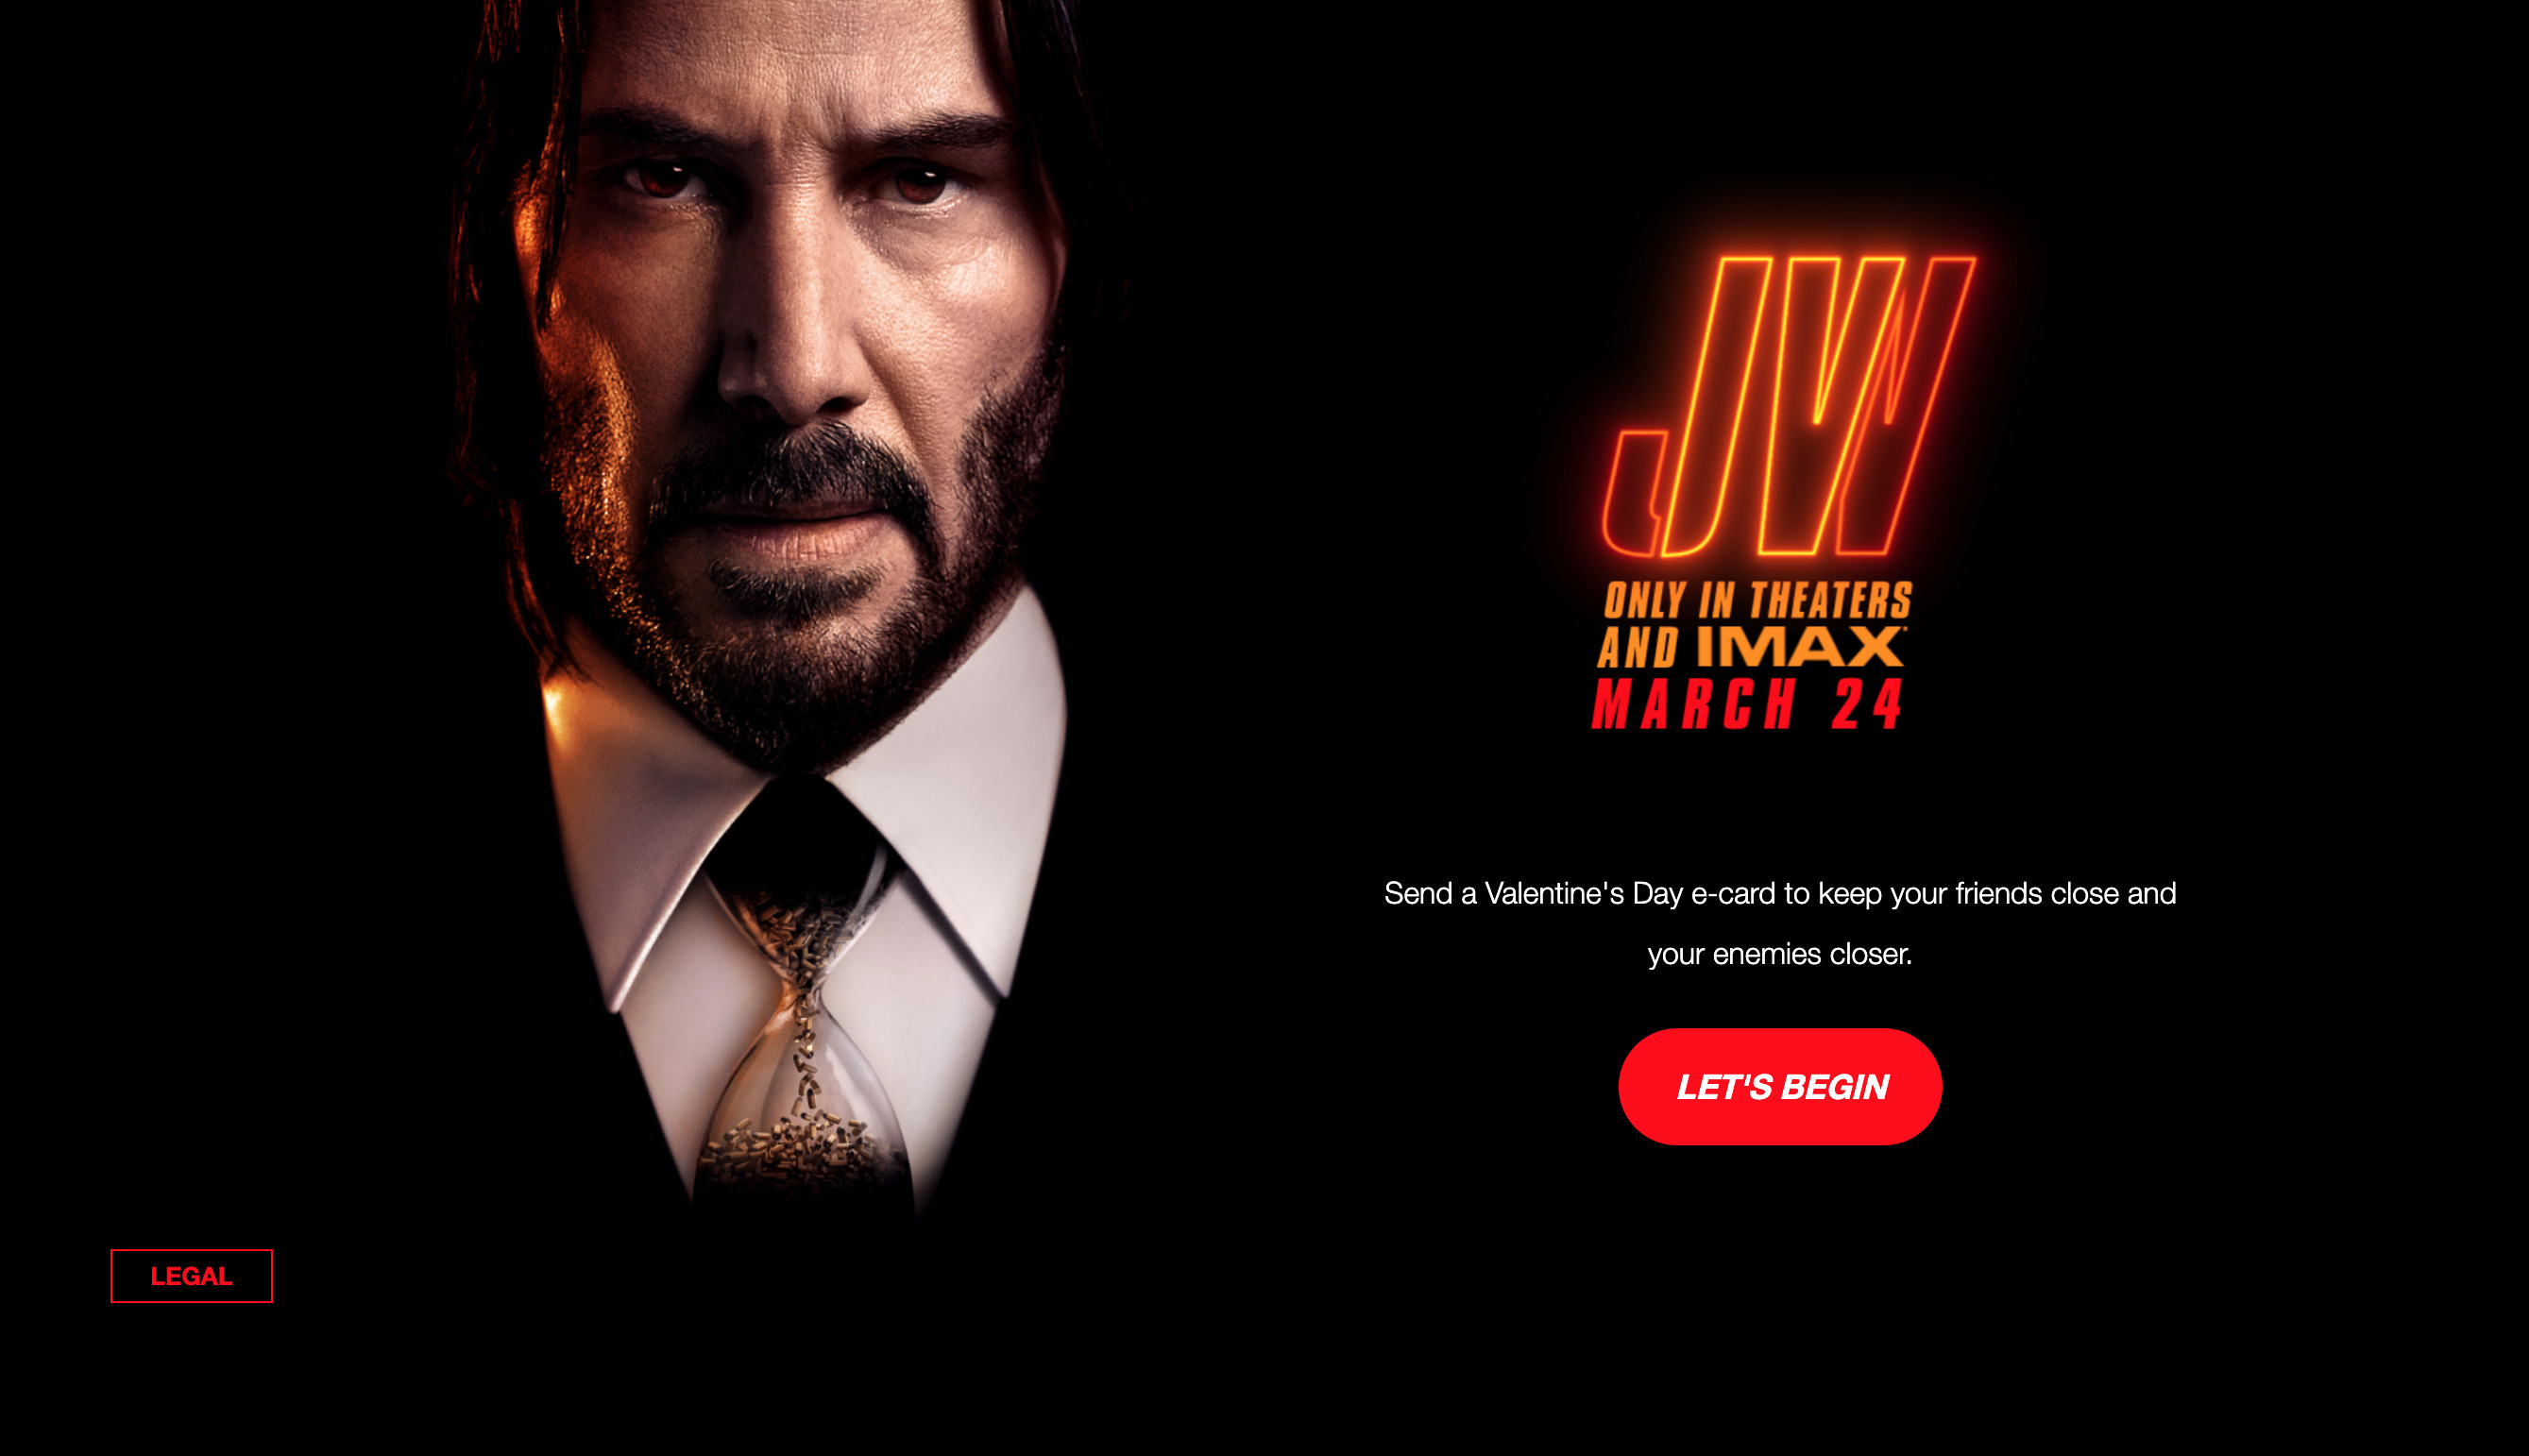 JW
ONLY IN THEATERS
AND IMAX
MARCH 24
Send a Valentine's Day e-card to keep your friends close and
your enemies closer.
LET'S BEGIN
LEGAL